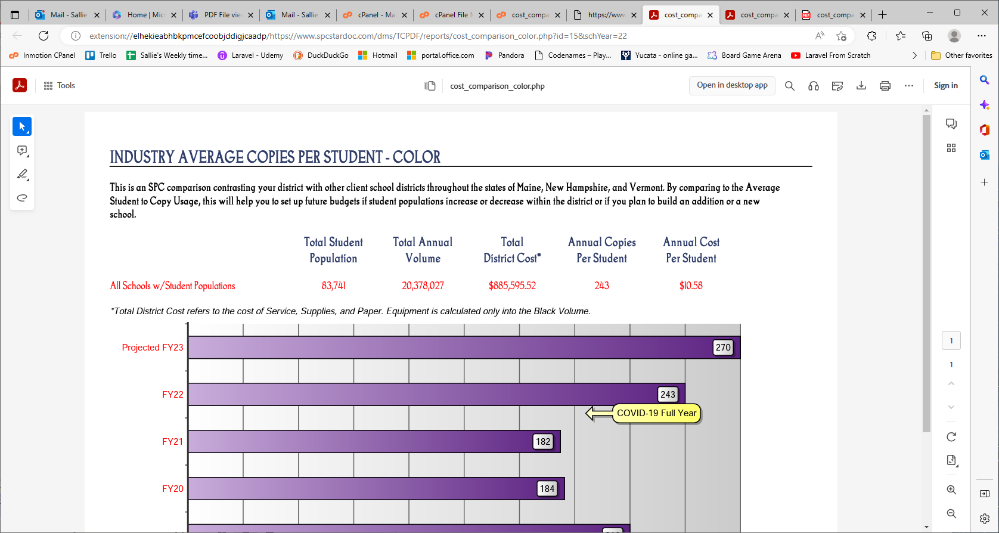 Mail - Sallie
Home | Micr
PDF File view
Mail - Sallie
cPanel - Mai
cPanel File M
cost_compa
https://www
cost_compa
cost_compa
cost_compa
extension://elhekieabhbkpmcefcoobjddigjcaadp/https://www.spcstardoc.com/dms/TCPDF/reports/cost_comparison_color.php?id=15&schYear=22
Inmotion CPanel
Trello
Sallie's Weekly time...
Laravel - Udemy
DuckDuckGo
Hotmail
portal.office.com
Pandora
Codenames – Play...
Yucata - online ga...
Board Game Arena
Laravel From Scratch
Other favorites
Tools
cost_comparison_color.php
Open in desktop app
Sign in
INDUSTRY AVERAGE COPIES PER STUDENT - COLOR
This is an SPC comparison contrasting your district with other client school districts throughout the states of Maine, New Hampshire, and Vermont. By comparing to the Average
Student to Copy Usage, this will help you to set up future budgets if student populations increase or decrease within the district or if you plan to build an addition or a new
school.
Total Student Total Annual Total Annual Copies Annual Cost
Population Volume District Cost* Per Student Per Student
All Schools w/Student Populations 83,741 20,378,027 $885,595.52 243 $10.58
*Total District Cost refers to the cost of Service, Supplies, and Paper. Equipment is calculated only into the Black Volume.
Projected FY23 270
FY22 243
COVID-19 Full Year
FY21 182
FY20 184
1
1